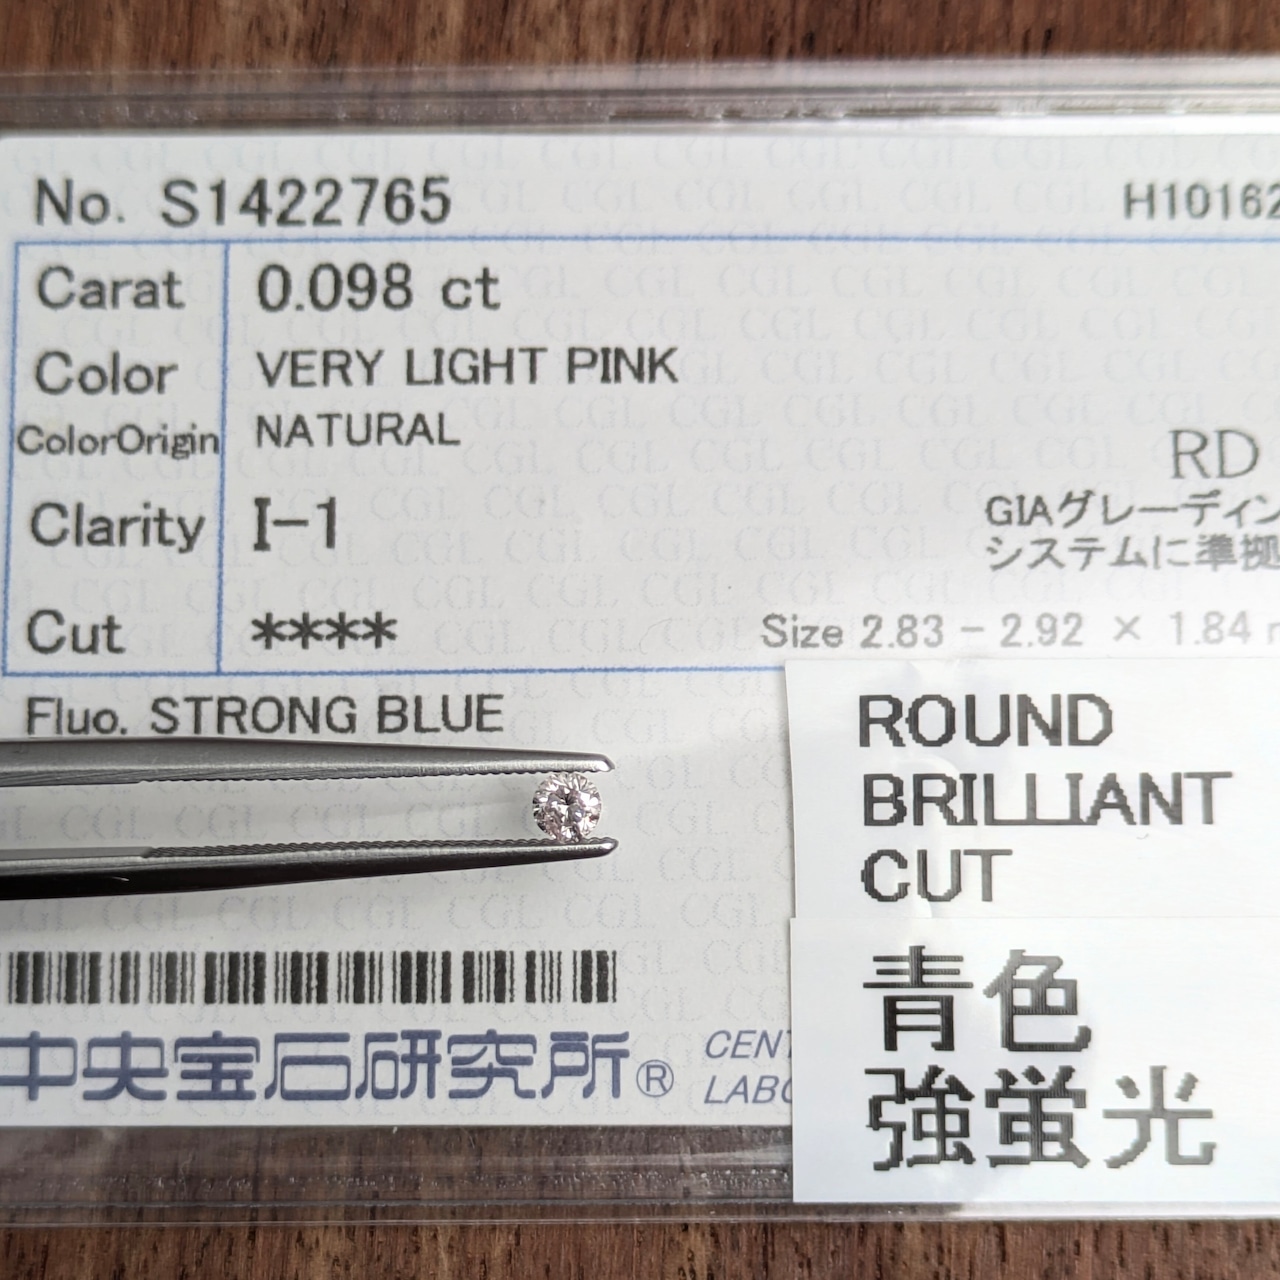 No. S1422765
H10162
Carat 0.098 ct
Color VERY LIGHT PINK
ColorOrigin NATURAL
RD
Clarity I-1
GIAグレーディン
システムに準拠
Cut ****
Size 2.83 - 2.92 × 1.84
Fluo. STRONG BLUE
ROUND
BRILLIANT
CUT
青色
強蛍光
中央宝石研究所®
CENT
LABO